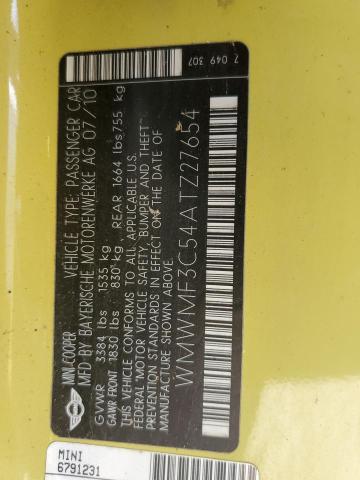 7 049 307
MINI-COOPER VEHICLE TYPE: PASSENGER CAR
MFD BY BAYERISCHE MOTORENWERKE AG 07/10
GVWR 3384 lbs 1535 kg
GAWR FRONT 1830 lbs 830 kg, REAR 1664 lbs 755 kg
THIS VEHICLE CONFORMS TO ALL APPLICABLE U.S.
FEDERAL MOTOR VEHICLE SAFETY, BUMPER AND THEFT
PREVENTION STANDARDS IN EFFECT ON THE DATE OF
MANUFACTURE SHOWN ABOVE.
WMWMF3C54ATZ27654
MINI
6791231